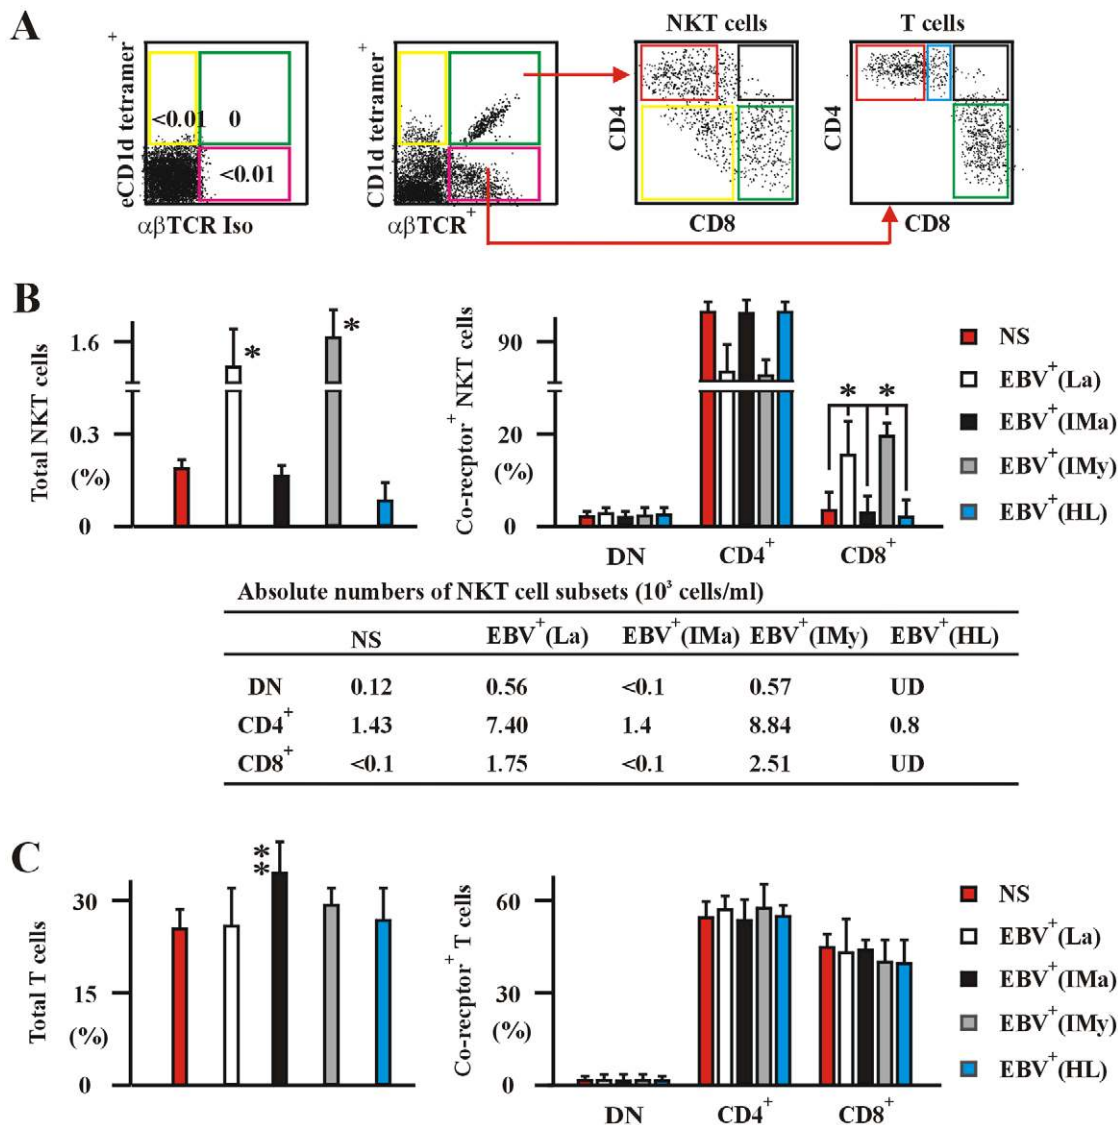 A
NKT cells
T cells
eCD1d tetramer+
<0.01
0
<0.01
αβTCR Iso
CD1d tetramer+
αβTCR+
CD4
CD8
CD4
CD8
B
Total NKT cells
(%)
1.6
0.3
0
*
*
Co-recptor+ NKT cells
(%)
90
20
0
*
*
DN
CD4+
CD8+
NS
EBV+(La)
EBV+(IMa)
EBV+(IMy)
EBV+(HL)
Absolute numbers of NKT cell subsets (10³ cells/ml)
NS EBV+(La) EBV+(IMa) EBV+(IMy) EBV+(HL)
DN 0.12 0.56 <0.1 0.57 UD
CD4+ 1.43 7.40 1.4 8.84 0.8
CD8+ <0.1 1.75 <0.1 2.51 UD
C
Total T cells
(%)
30
15
0
**
Co-recptor+ T cells
(%)
60
30
0
DN
CD4+
CD8+
NS
EBV+(La)
EBV+(IMa)
EBV+(IMy)
EBV+(HL)